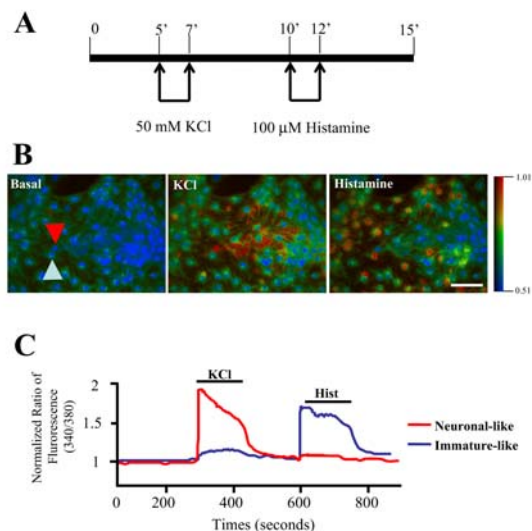 A
0 5' 7' 10' 12' 15'
50 mM KCl 100 µM Histamine
B
Basal KCl Histamine
1.01
0.51
C
Normalized Ratio of
Flurorescence
(340/380)
2
1.5
1
KCl
Hist
Neuronal-like
Immature-like
0 200 400 600 800
Times (seconds)